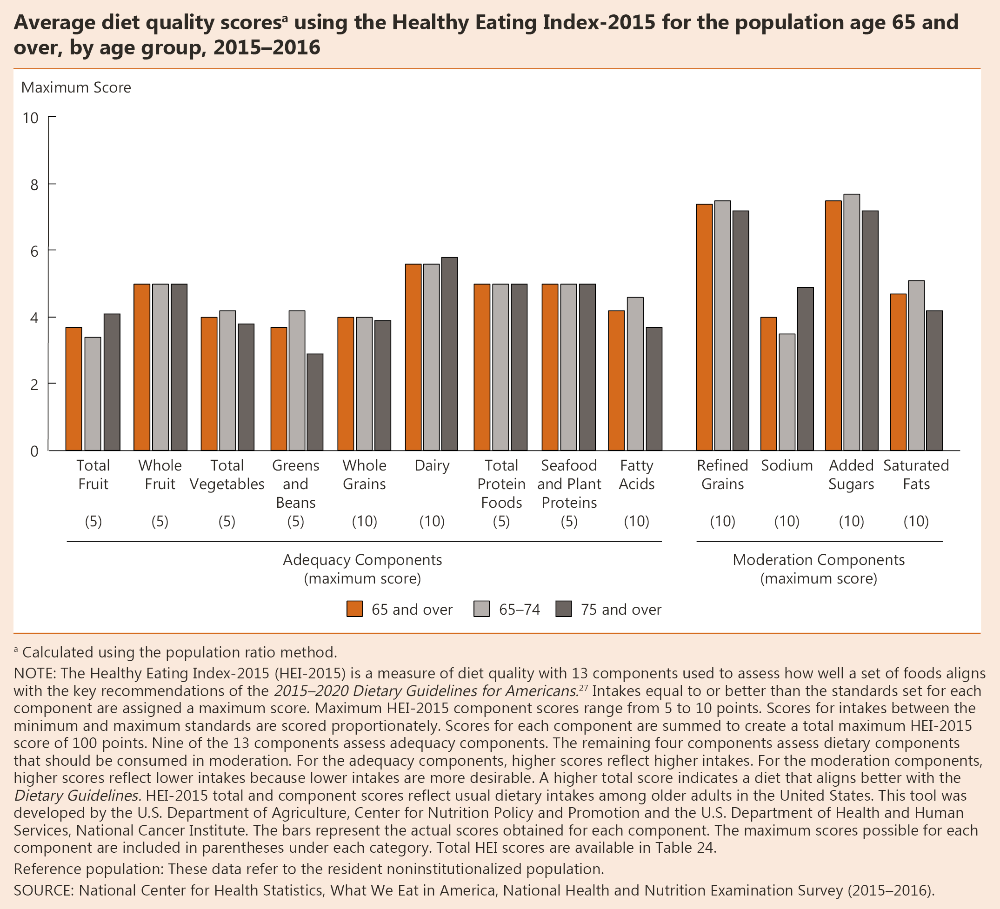 Average diet quality scoresᵃ using the Healthy Eating Index-2015 for the population age 65 and
over, by age group, 2015–2016
Maximum Score
10
8
6
4
2
0
Total Fruit (5)
Whole Fruit (5)
Total Vegetables (5)
Greens and Beans (5)
Whole Grains (10)
Dairy (10)
Total Protein Foods (5)
Seafood and Plant Proteins (5)
Fatty Acids (10)
Refined Grains (10)
Sodium (10)
Added Sugars (10)
Saturated Fats (10)
Adequacy Components
(maximum score)
Moderation Components
(maximum score)
65 and over 65–74 75 and over
ᵃ Calculated using the population ratio method.
NOTE: The Healthy Eating Index-2015 (HEI-2015) is a measure of diet quality with 13 components used to assess how well a set of foods aligns
with the key recommendations of the 2015–2020 Dietary Guidelines for Americans.²⁷ Intakes equal to or better than the standards set for each
component are assigned a maximum score. Maximum HEI-2015 component scores range from 5 to 10 points. Scores for intakes between the
minimum and maximum standards are scored proportionately. Scores for each component are summed to create a total maximum HEI-2015
score of 100 points. Nine of the 13 components assess adequacy components. The remaining four components assess dietary components
that should be consumed in moderation. For the adequacy components, higher scores reflect higher intakes. For the moderation components,
higher scores reflect lower intakes because lower intakes are more desirable. A higher total score indicates a diet that aligns better with the
Dietary Guidelines. HEI-2015 total and component scores reflect usual dietary intakes among older adults in the United States. This tool was
developed by the U.S. Department of Agriculture, Center for Nutrition Policy and Promotion and the U.S. Department of Health and Human
Services, National Cancer Institute. The bars represent the actual scores obtained for each component. The maximum scores possible for each
component are included in parentheses under each category. Total HEI scores are available in Table 24.
Reference population: These data refer to the resident noninstitutionalized population.
SOURCE: National Center for Health Statistics, What We Eat in America, National Health and Nutrition Examination Survey (2015–2016).